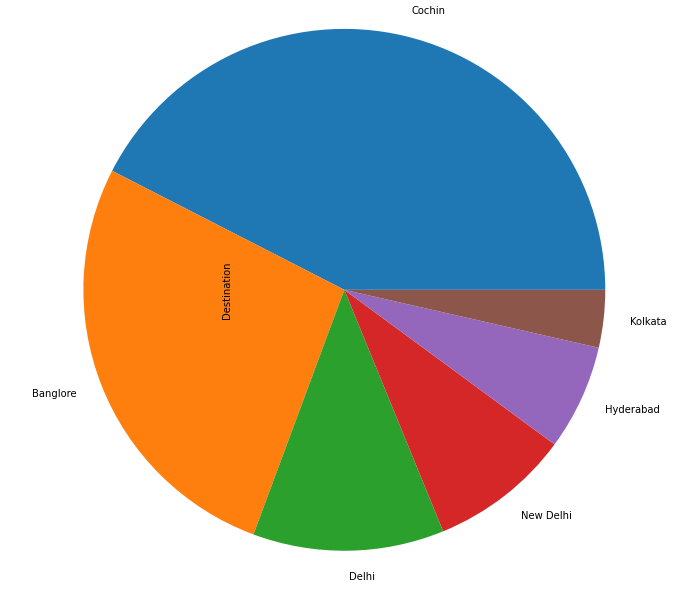 Cochin
Destination
Kolkata
Banglore
Hyderabad
New Delhi
Delhi